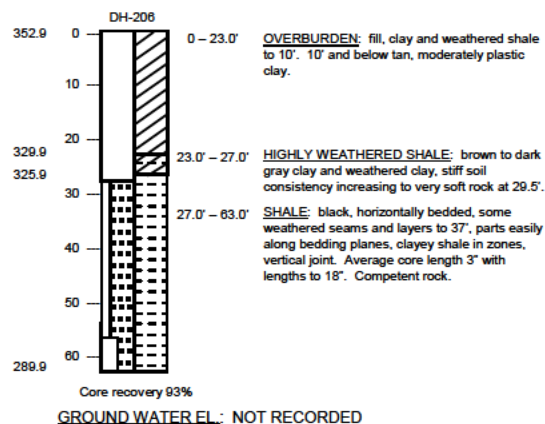 DH-206
352.9 0 0 – 23.0' OVERBURDEN: fill, clay and weathered shale
to 10'. 10' and below tan, moderately plastic
clay.
10
20
329.9 23.0' – 27.0' HIGHLY WEATHERED SHALE: brown to dark
325.9 gray clay and weathered clay, stiff soil
consistency increasing to very soft rock at 29.5'.
30
27.0' – 63.0' SHALE: black, horizontally bedded, some
weathered seams and layers to 37', parts easily
along bedding planes, clayey shale in zones,
40 vertical joint. Average core length 3" with
lengths to 18". Competent rock.
50
60
289.9
Core recovery 93%
GROUND WATER EL.: NOT RECORDED